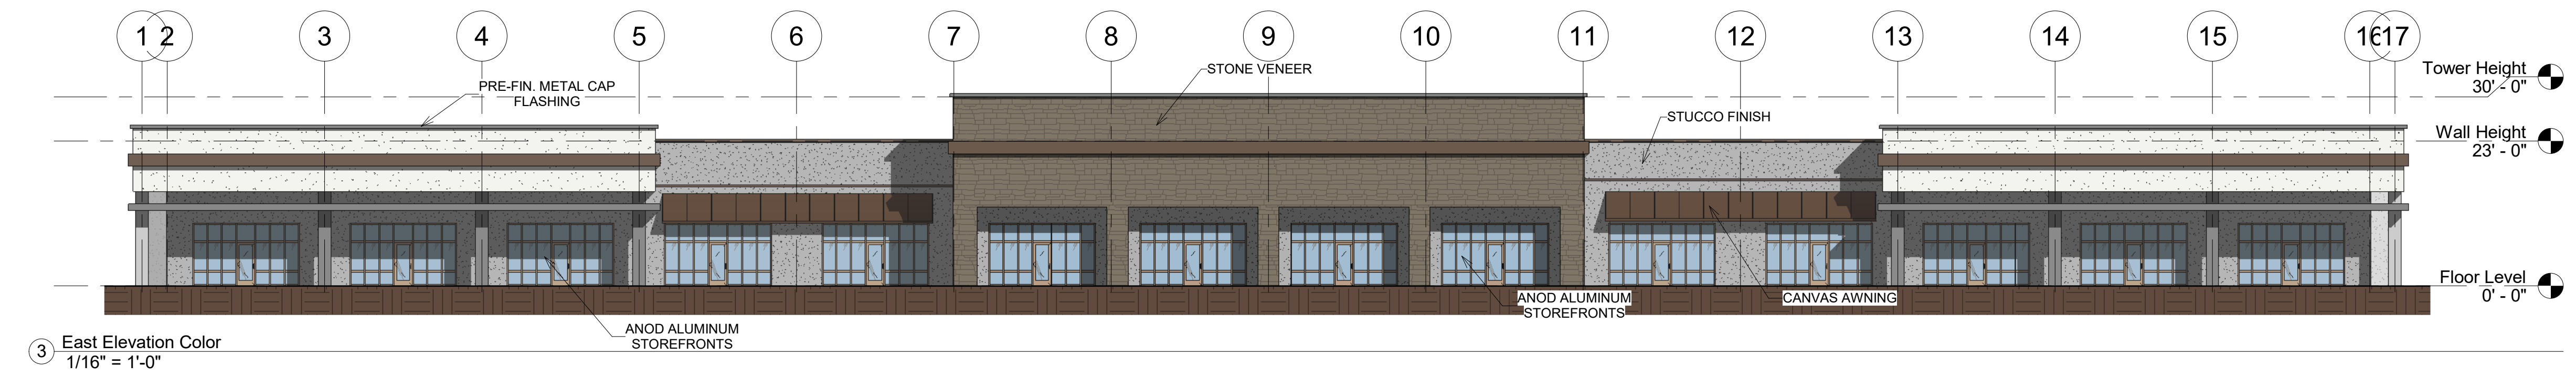 1 2 3 4 5 6 7 8 9 10 11 12 13 14 15 16 17
STONE VENEER
Tower Height
30' - 0"
PRE-FIN. METAL CAP
FLASHING
STUCCO FINISH
Wall Height
23' - 0"
Floor Level
0' - 0"
ANOD ALUMINUM
STOREFRONTS
CANVAS AWNING
ANOD ALUMINUM
STOREFRONTS
3 East Elevation Color
1/16" = 1'-0"